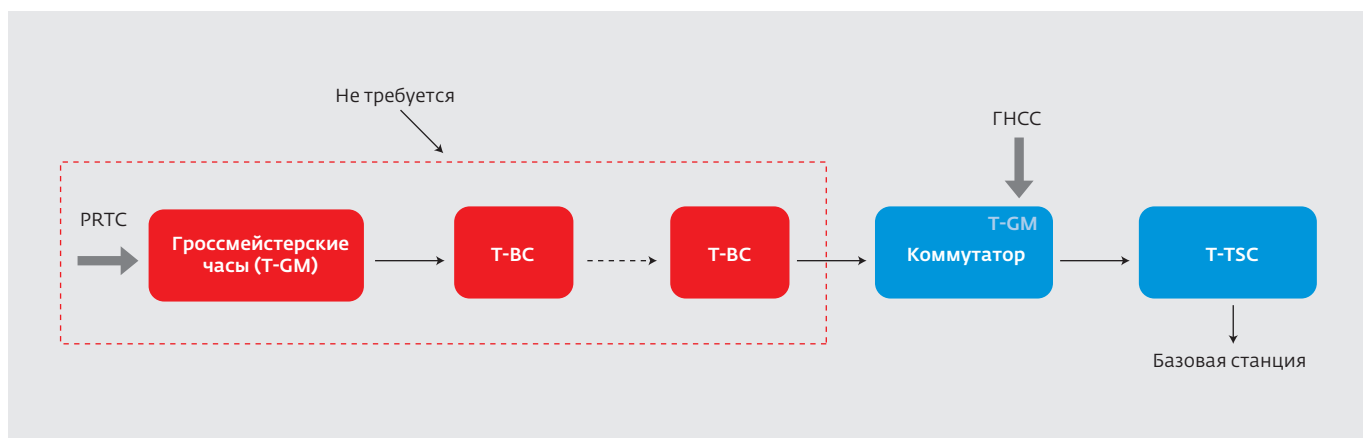 Не требуется
ГНСС
PRTC
Гроссмейстерские
часы (T-GM)
T-BC
T-BC
T-GM
Коммутатор
T-TSC
Базовая станция